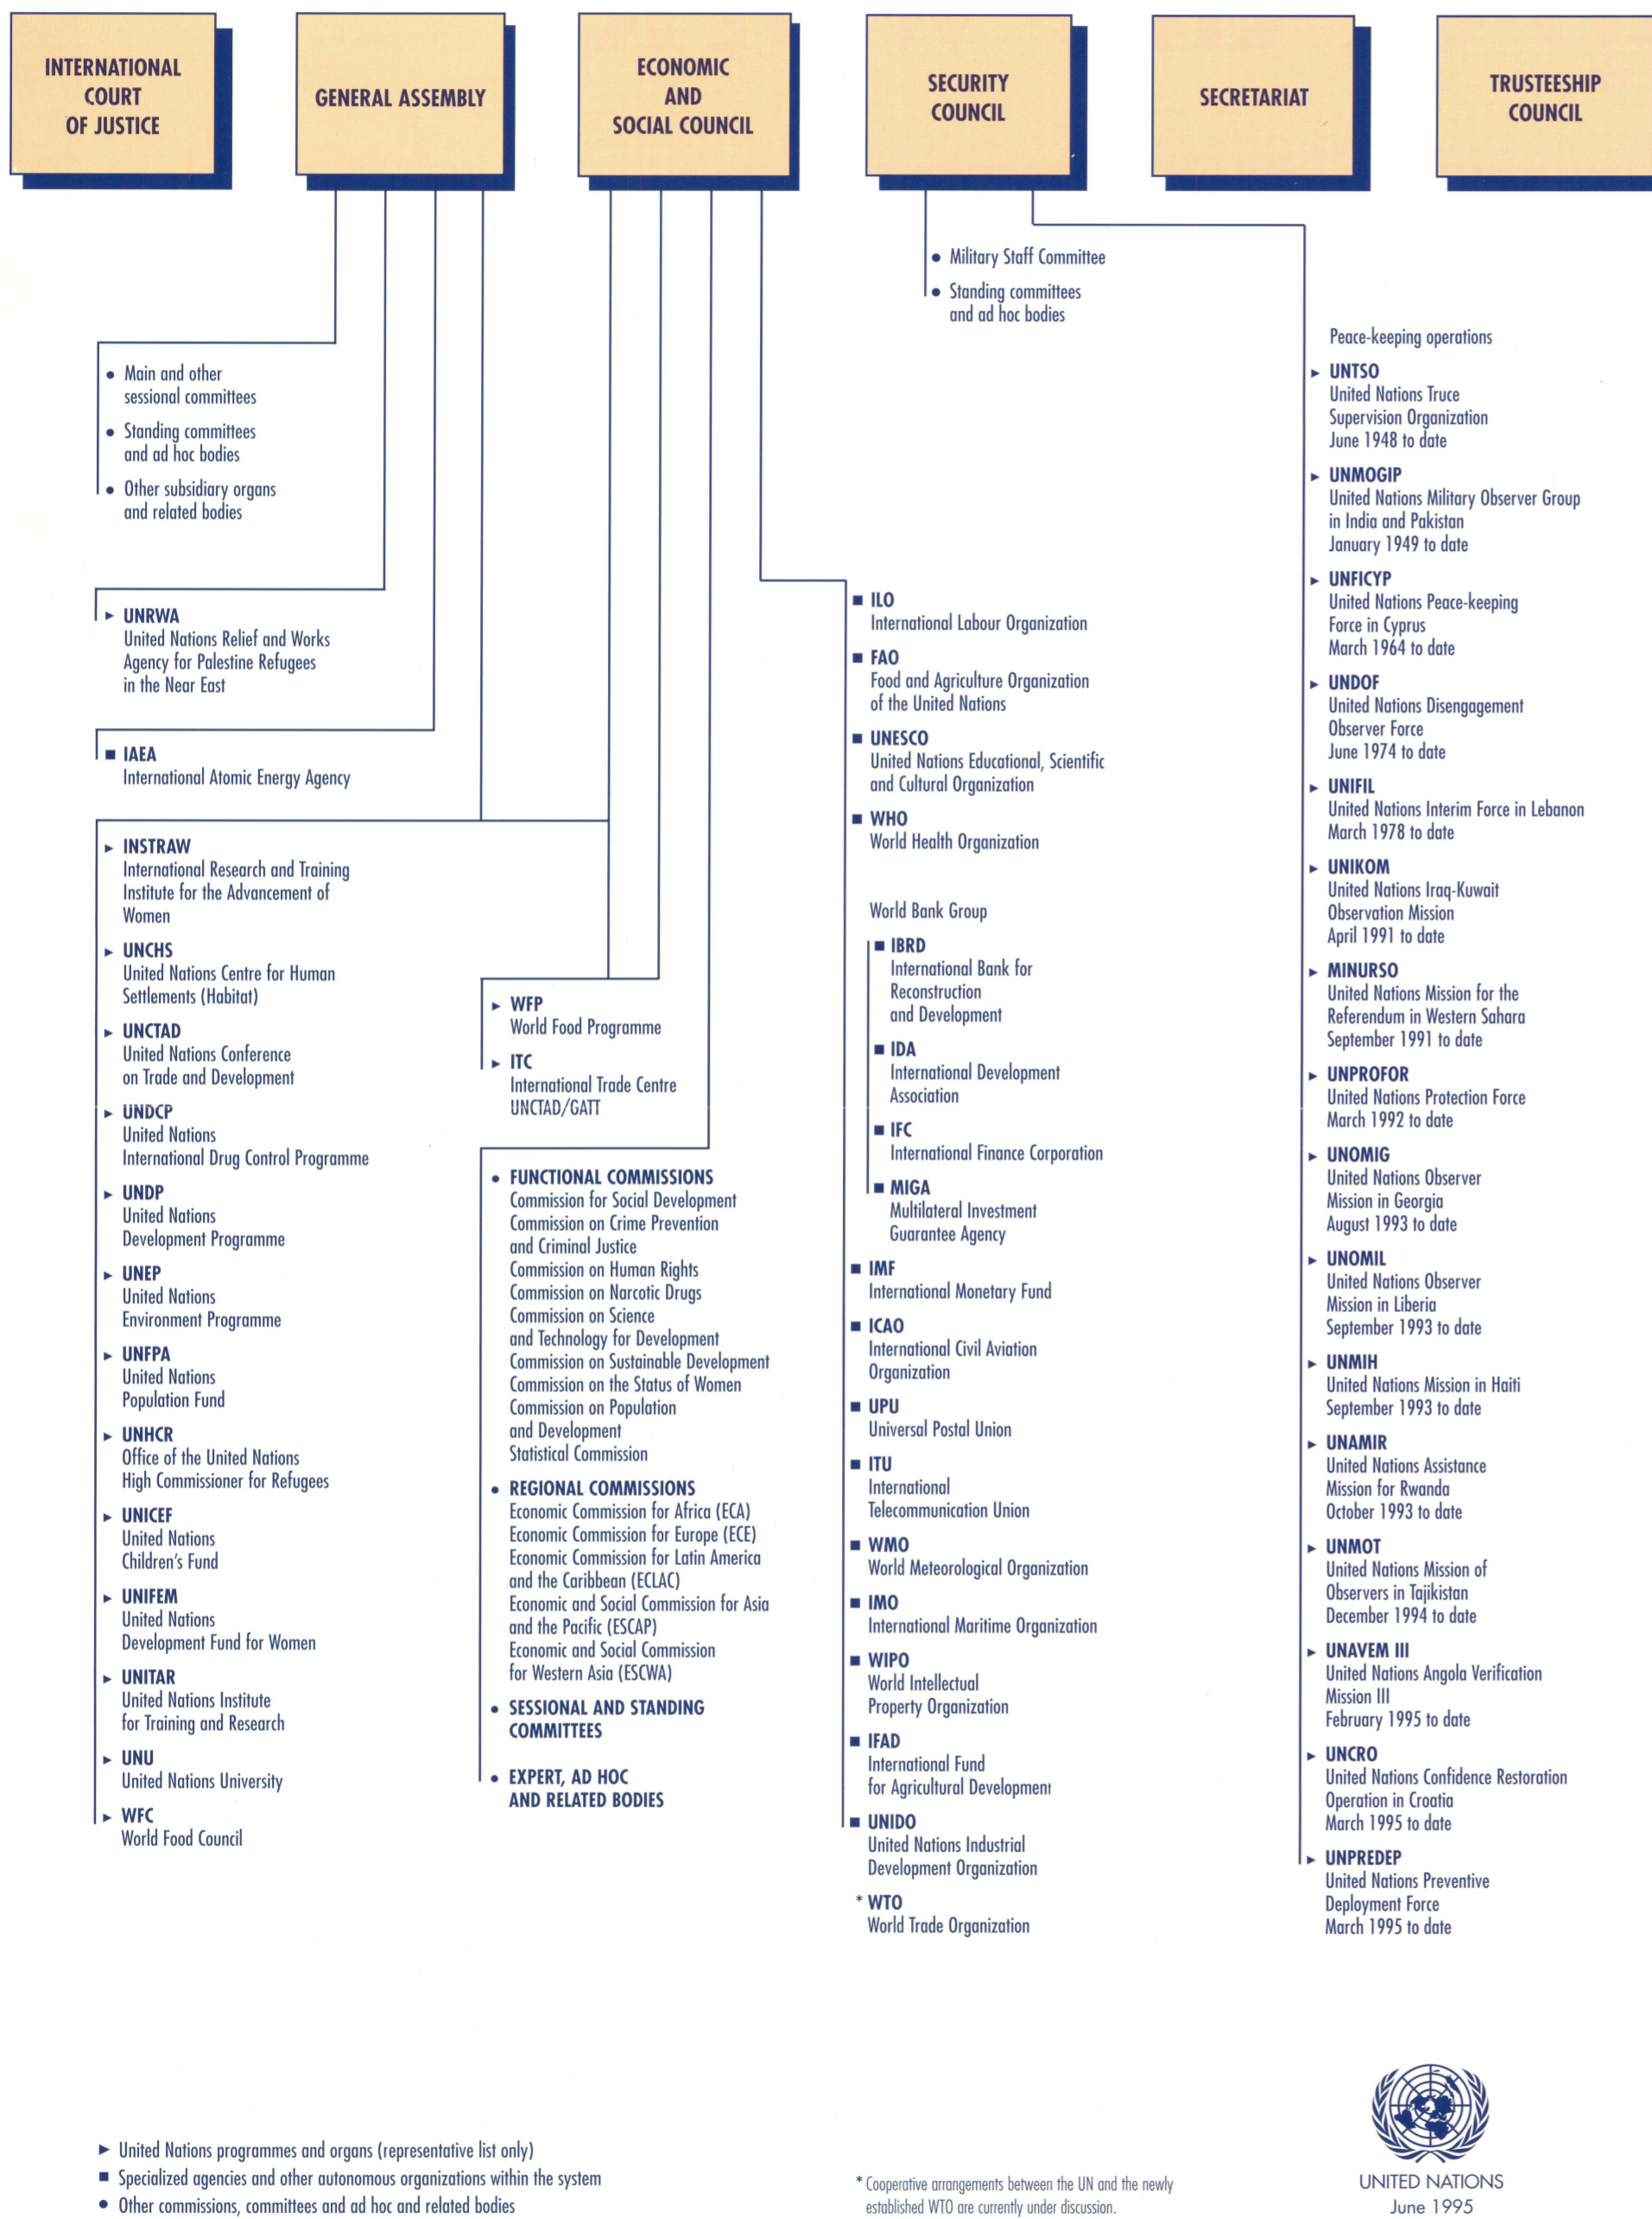 INTERNATIONAL
COURT
OF JUSTICE
GENERAL ASSEMBLY
ECONOMIC
AND
SOCIAL COUNCIL
SECURITY
COUNCIL
SECRETARIAT
TRUSTEESHIP
COUNCIL
• Main and other
sessional committees
• Standing committees
and ad hoc bodies
• Other subsidiary organs
and related bodies
► UNRWA
United Nations Relief and Works
Agency for Palestine Refugees
in the Near East
■ IAEA
International Atomic Energy Agency
► INSTRAW
International Research and Training
Institute for the Advancement of
Women
► UNCHS
United Nations Centre for Human
Settlements (Habitat)
► UNCTAD
United Nations Conference
on Trade and Development
► UNDCP
United Nations
International Drug Control Programme
► UNDP
United Nations
Development Programme
► UNEP
United Nations
Environment Programme
► UNFPA
United Nations
Population Fund
► UNHCR
Office of the United Nations
High Commissioner for Refugees
► UNICEF
United Nations
Children's Fund
► UNIFEM
United Nations
Development Fund for Women
► UNITAR
United Nations Institute
for Training and Research
► UNU
United Nations University
► WFC
World Food Council
► WFP
World Food Programme
► ITC
International Trade Centre
UNCTAD/GATT
• FUNCTIONAL COMMISSIONS
Commission for Social Development
Commission on Crime Prevention
and Criminal Justice
Commission on Human Rights
Commission on Narcotic Drugs
Commission on Science
and Technology for Development
Commission on Sustainable Development
Commission on the Status of Women
Commission on Population
and Development
Statistical Commission
• REGIONAL COMMISSIONS
Economic Commission for Africa (ECA)
Economic Commission for Europe (ECE)
Economic Commission for Latin America
and the Caribbean (ECLAC)
Economic and Social Commission for Asia
and the Pacific (ESCAP)
Economic and Social Commission
for Western Asia (ESCWA)
• SESSIONAL AND STANDING
COMMITTEES
• EXPERT, AD HOC
AND RELATED BODIES
• Military Staff Committee
• Standing committees
and ad hoc bodies
■ ILO
International Labour Organization
■ FAO
Food and Agriculture Organization
of the United Nations
■ UNESCO
United Nations Educational, Scientific
and Cultural Organization
■ WHO
World Health Organization
World Bank Group
■ IBRD
International Bank for
Reconstruction
and Development
■ IDA
International Development
Association
■ IFC
International Finance Corporation
■ MIGA
Multilateral Investment
Guarantee Agency
■ IMF
International Monetary Fund
■ ICAO
International Civil Aviation
Organization
■ UPU
Universal Postal Union
■ ITU
International
Telecommunication Union
■ WMO
World Meteorological Organization
■ IMO
International Maritime Organization
■ WIPO
World Intellectual
Property Organization
■ IFAD
International Fund
for Agricultural Development
■ UNIDO
United Nations Industrial
Development Organization
* WTO
World Trade Organization
Peace-keeping operations
► UNTSO
United Nations Truce
Supervision Organization
June 1948 to date
► UNMOGIP
United Nations Military Observer Group
in India and Pakistan
January 1949 to date
► UNFICYP
United Nations Peace-keeping
Force in Cyprus
March 1964 to date
► UNDOF
United Nations Disengagement
Observer Force
June 1974 to date
► UNIFIL
United Nations Interim Force in Lebanon
March 1978 to date
► UNIKOM
United Nations Iraq-Kuwait
Observation Mission
April 1991 to date
► MINURSO
United Nations Mission for the
Referendum in Western Sahara
September 1991 to date
► UNPROFOR
United Nations Protection Force
March 1992 to date
► UNOMIG
United Nations Observer
Mission in Georgia
August 1993 to date
► UNOMIL
United Nations Observer
Mission in Liberia
September 1993 to date
► UNMIH
United Nations Mission in Haiti
September 1993 to date
► UNAMIR
United Nations Assistance
Mission for Rwanda
October 1993 to date
► UNMOT
United Nations Mission of
Observers in Tajikistan
December 1994 to date
► UNAVEM III
United Nations Angola Verification
Mission III
February 1995 to date
► UNCRO
United Nations Confidence Restoration
Operation in Croatia
March 1995 to date
► UNPREDEP
United Nations Preventive
Deployment Force
March 1995 to date
► United Nations programmes and organs (representative list only)
■ Specialized agencies and other autonomous organizations within the system
• Other commissions, committees and ad hoc and related bodies
* Cooperative arrangements between the UN and the newly
established WTO are currently under discussion.
UNITED NATIONS
June 1995